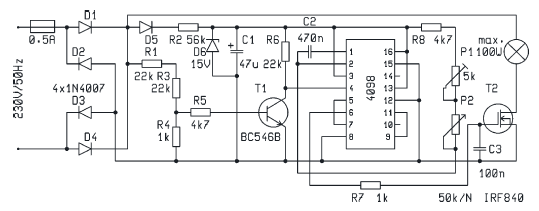 D1
0.5A
D2
4x1N4007
D3
D4
230V/50Hz
D5
R1
22k
R3
22k
R4
1k
R2 56k
D6
15V
C1
+
47u
R5
4k7
T1
BC546B
R6
22k
C2
470n
1
2
3
4
5
6
7
8
4098
16
15
14
13
12
11
10
9
R7 1k
R8 4k7
P1
5k
P2
50k/N
max.
100W
T2
IRF840
C3
100n